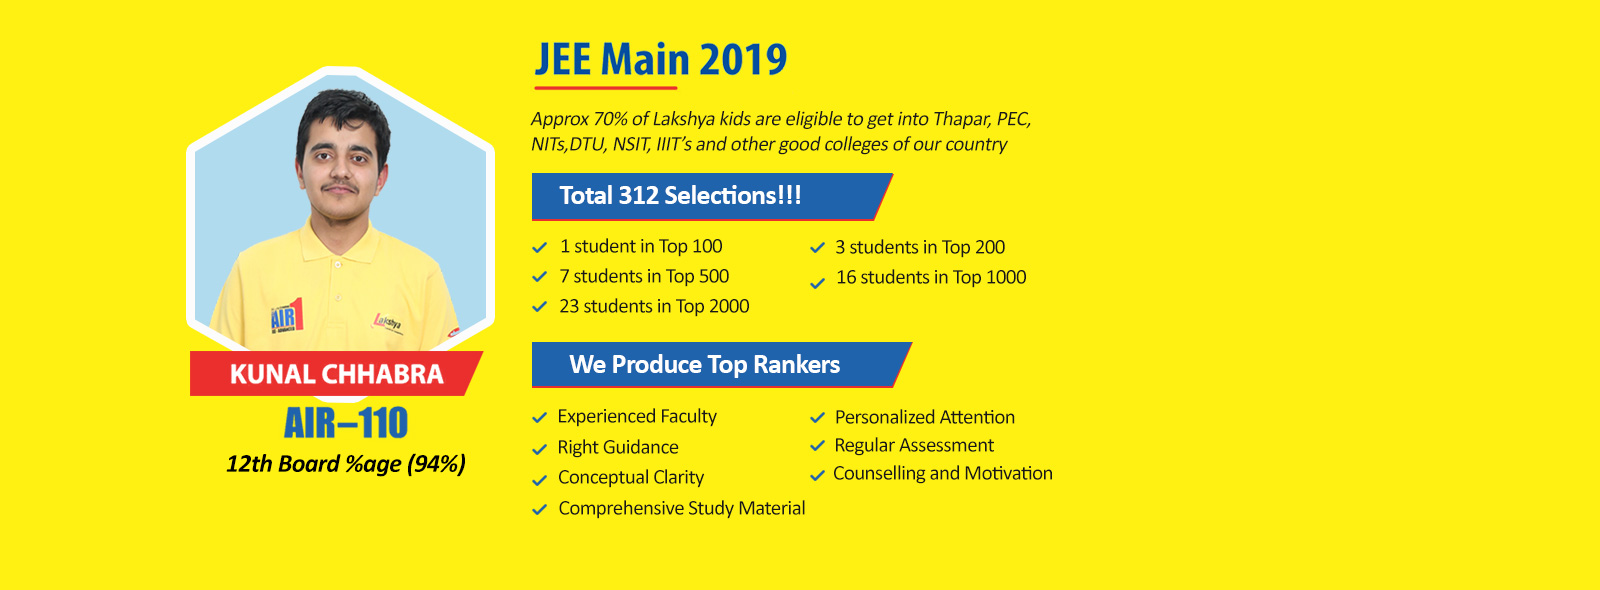 JEE Main 2019
Approx 70% of Lakshya kids are eligible to get into Thapar, PEC,
NITs,DTU, NSIT, IIIT's and other good colleges of our country
Total 312 Selections!!!
1 student in Top 100
3 students in Top 200
7 students in Top 500
16 students in Top 1000
23 students in Top 2000
We Produce Top Rankers
Experienced Faculty
Personalized Attention
Right Guidance
Regular Assessment
Conceptual Clarity
Counselling and Motivation
Comprehensive Study Material
AIR1
Lakshya
KUNAL CHHABRA
AIR–110
12th Board %age (94%)